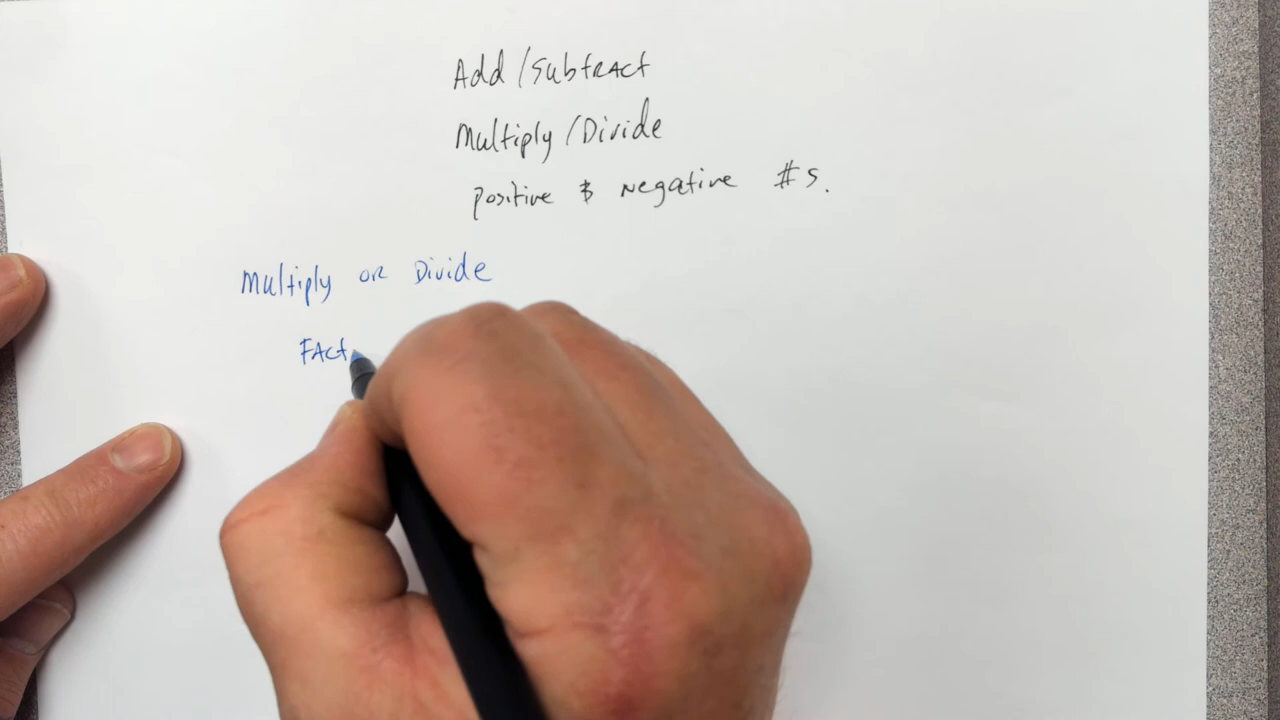 Add/Subtract
Multiply/Divide
positive & negative #s.
Multiply or Divide
Fact